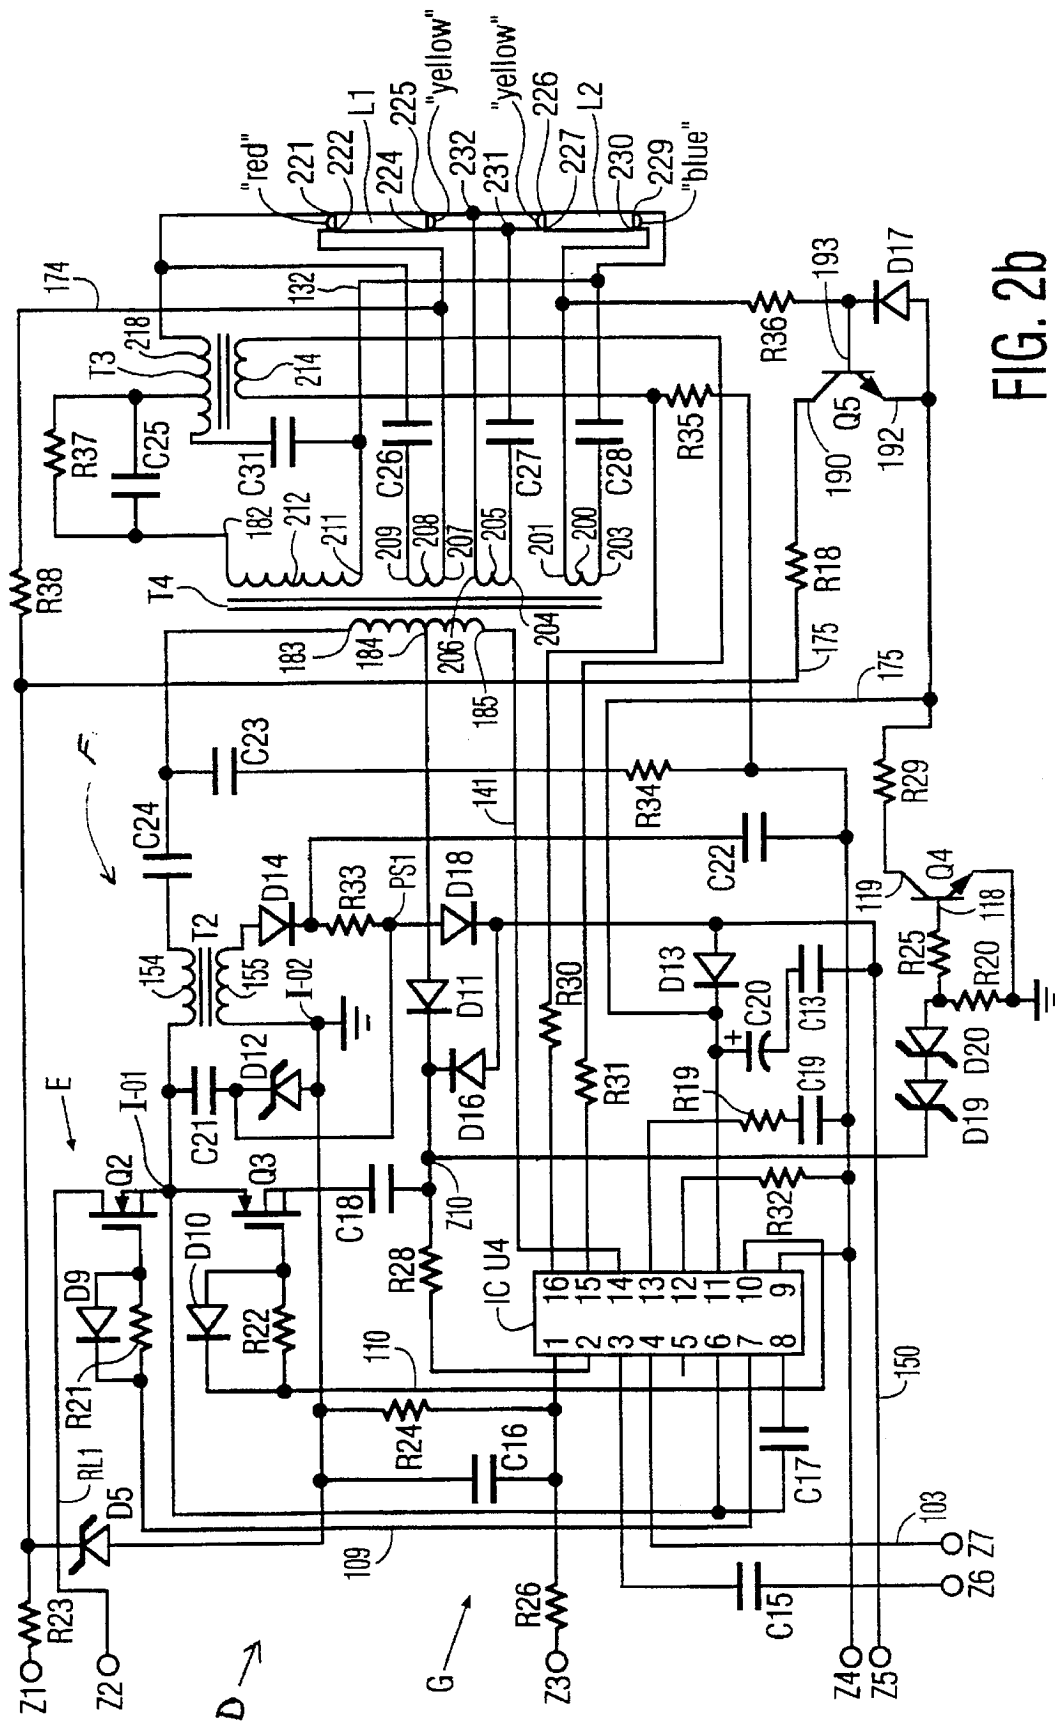 Z1
R23
Z2
D
G
Z3
R26
Z4
Z5
Z6
Z7
C15
103
150
RL1
D5
109
R21
D9
E
I-01
Q2
Q3
D10
R22
110
R24
C16
C17
IC U4
1
2
3
4
5
6
7
8
16
15
14
13
12
11
10
9
R28
C18
Z10
C21
D12
I-02
154
155
T2
D14
R33
PS1
D18
D11
D16
C24
F
C23
141
R34
C22
R30
R31
R19
C19
C20
+
C13
D13
R32
D19
D20
R25
R20
118
119
Q4
R29
175
175
R18
R38
T4
183
184
185
206
204
182
212
211
209
208
207
205
201
200
203
R37
C25
C31
C26
C27
C28
R35
T3
218
214
174
132
190
Q5
192
193
R36
D17
"red"
221
222
L1
224
225
"yellow"
232
231
"yellow"
226
227
L2
230
229
"blue"
FIG. 2b